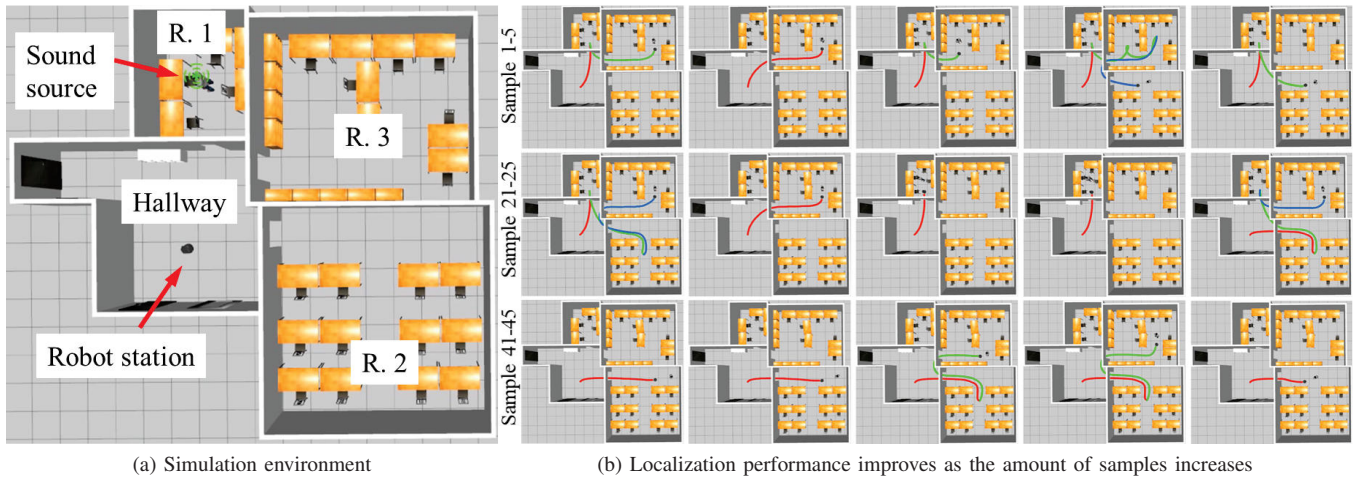 R. 1
Sound
source
R. 3
Hallway
Robot station
R. 2
(a) Simulation environment
Sample 1-5
Sample 21-25
Sample 41-45
(b) Localization performance improves as the amount of samples increases